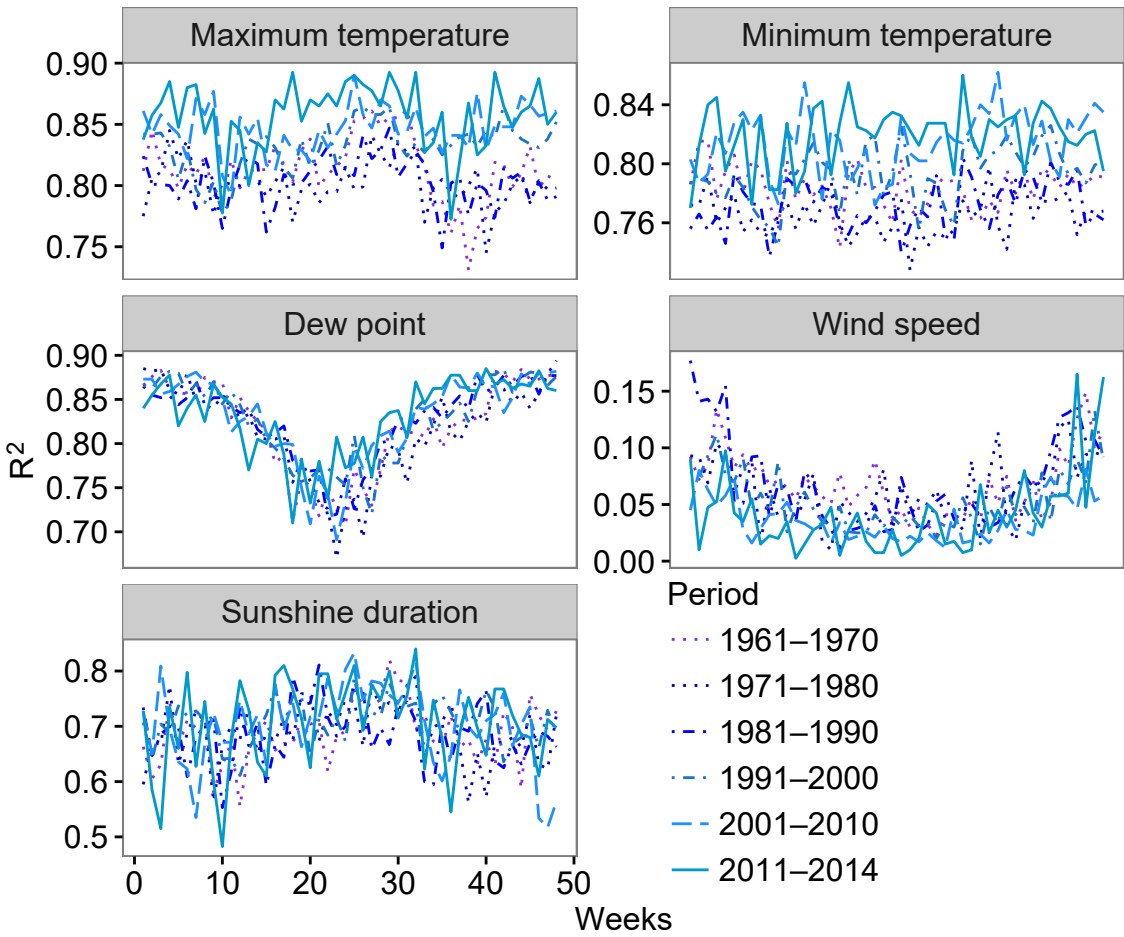 Maximum temperature
Minimum temperature
0.90
0.85
0.80
0.75
0.84
0.80
0.76
Dew point
Wind speed
0.90
0.85
0.80
0.75
0.70
0.15
0.10
0.05
0.00
R²
Sunshine duration
0.8
0.7
0.6
0.5
0 10 20 30 40 50
Weeks
Period
1961–1970
1971–1980
1981–1990
1991–2000
2001–2010
2011–2014